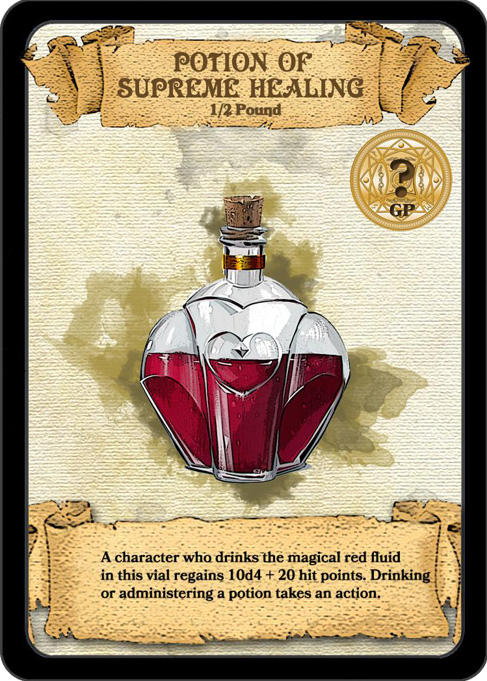 POTION OF
SUPREME HEALING
1/2 Pound
?
GP
A character who drinks the magical red fluid
in this vial regains 10d4 + 20 hit points. Drinking
or administering a potion takes an action.